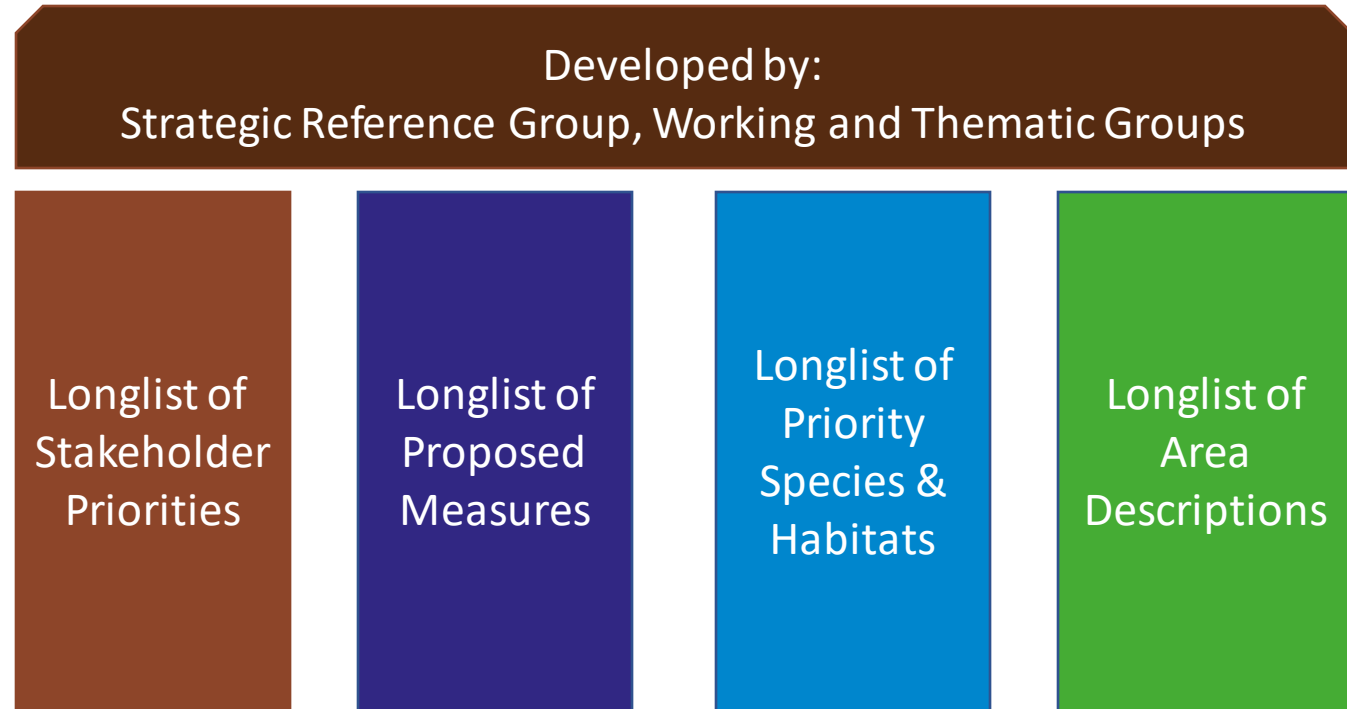 Developed by:
Strategic Reference Group, Working and Thematic Groups
Longlist of
Stakeholder
Priorities
Longlist of
Proposed
Measures
Longlist of
Priority
Species &
Habitats
Longlist of
Area
Descriptions